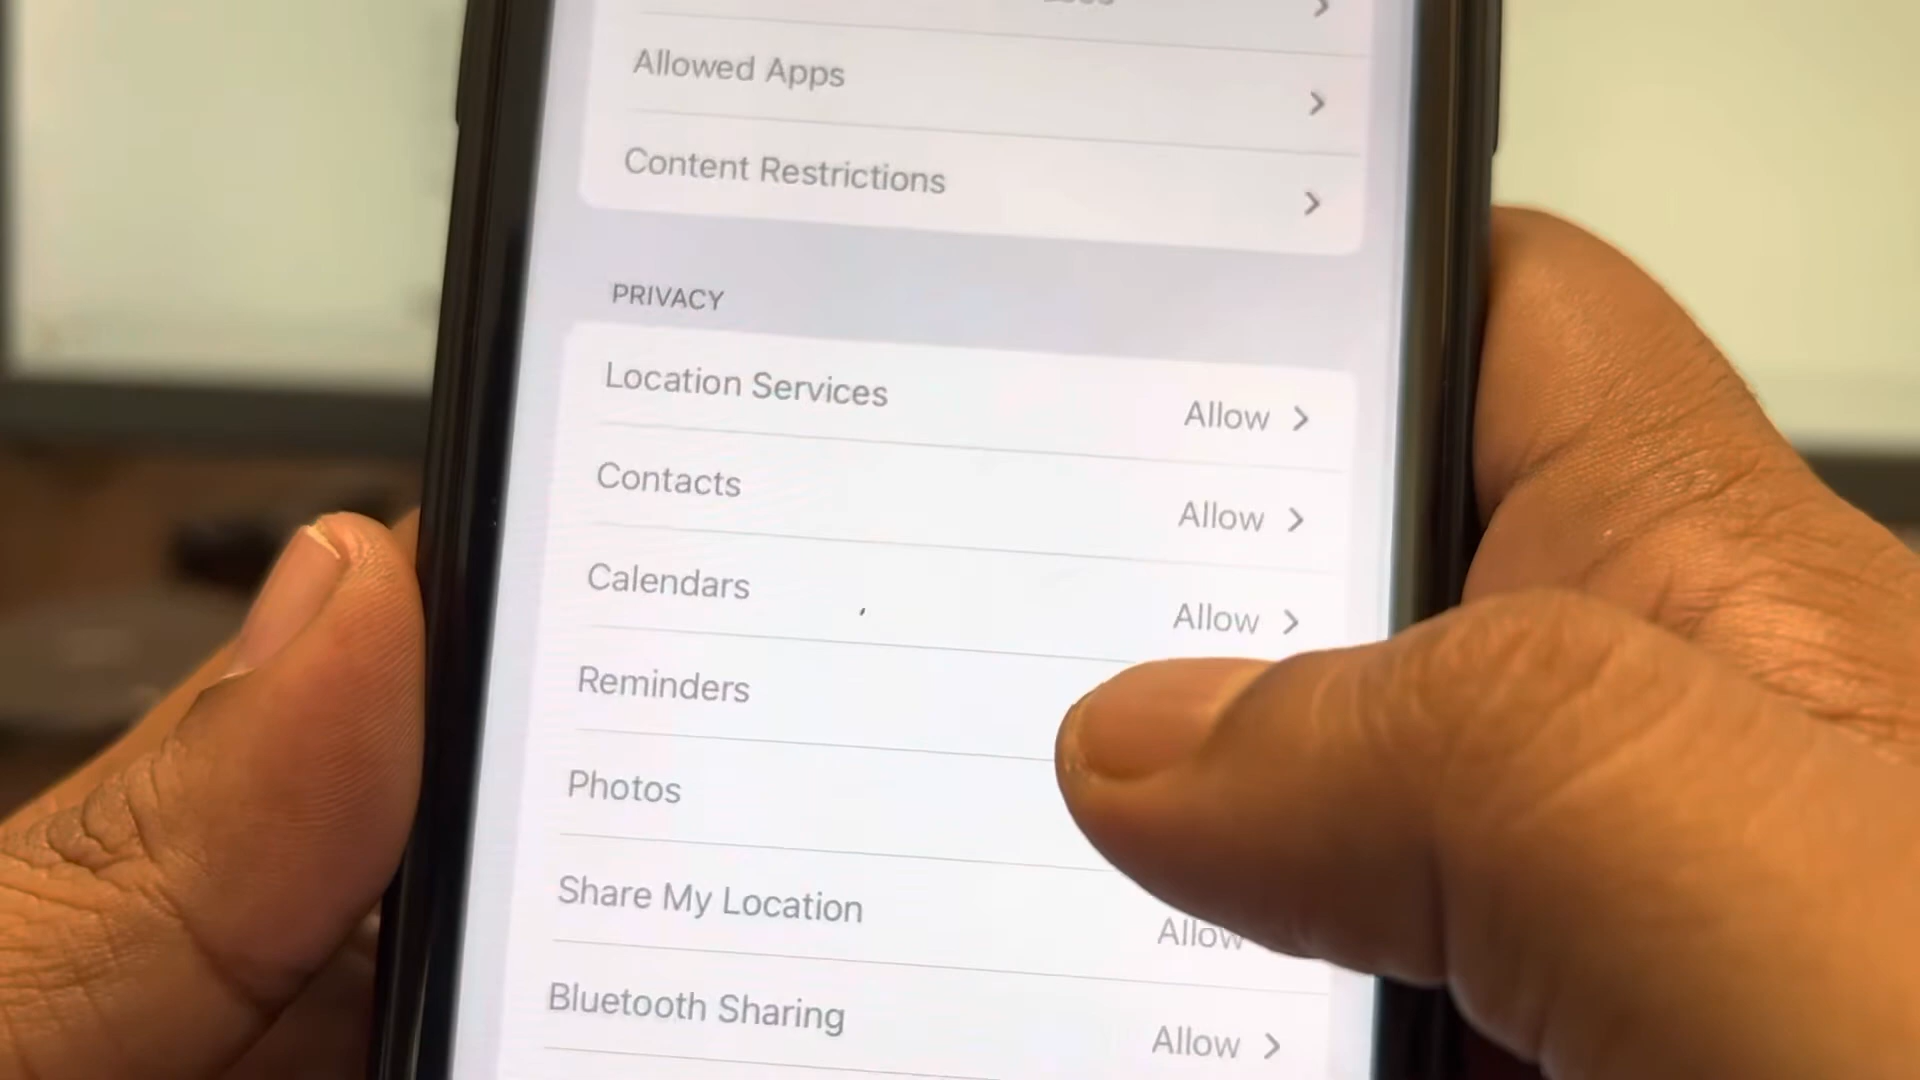 Allowed Apps
Content Restrictions
PRIVACY
Location Services Allow
Contacts Allow
Calendars Allow
Reminders
Photos
Share My Location Allow
Bluetooth Sharing Allow